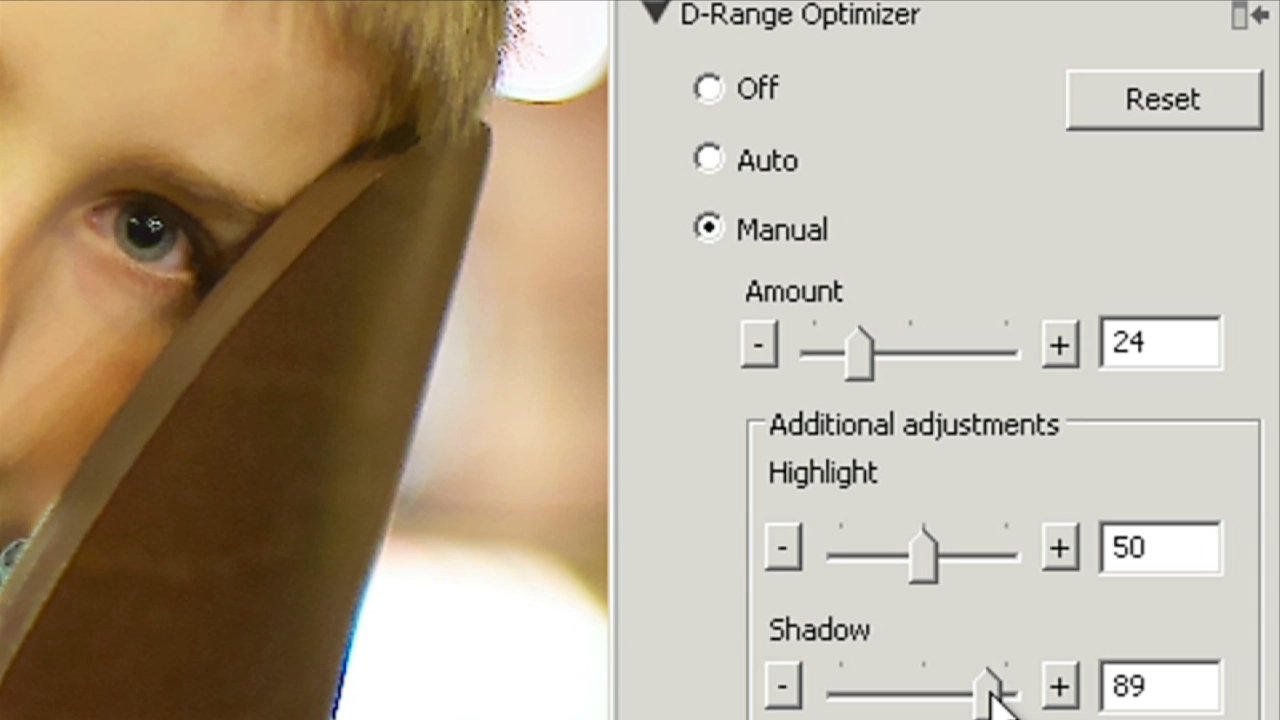 D-Range Optimizer
Off
Reset
Auto
Manual
Amount
- + 24
Additional adjustments
Highlight
- + 50
Shadow
- + 89